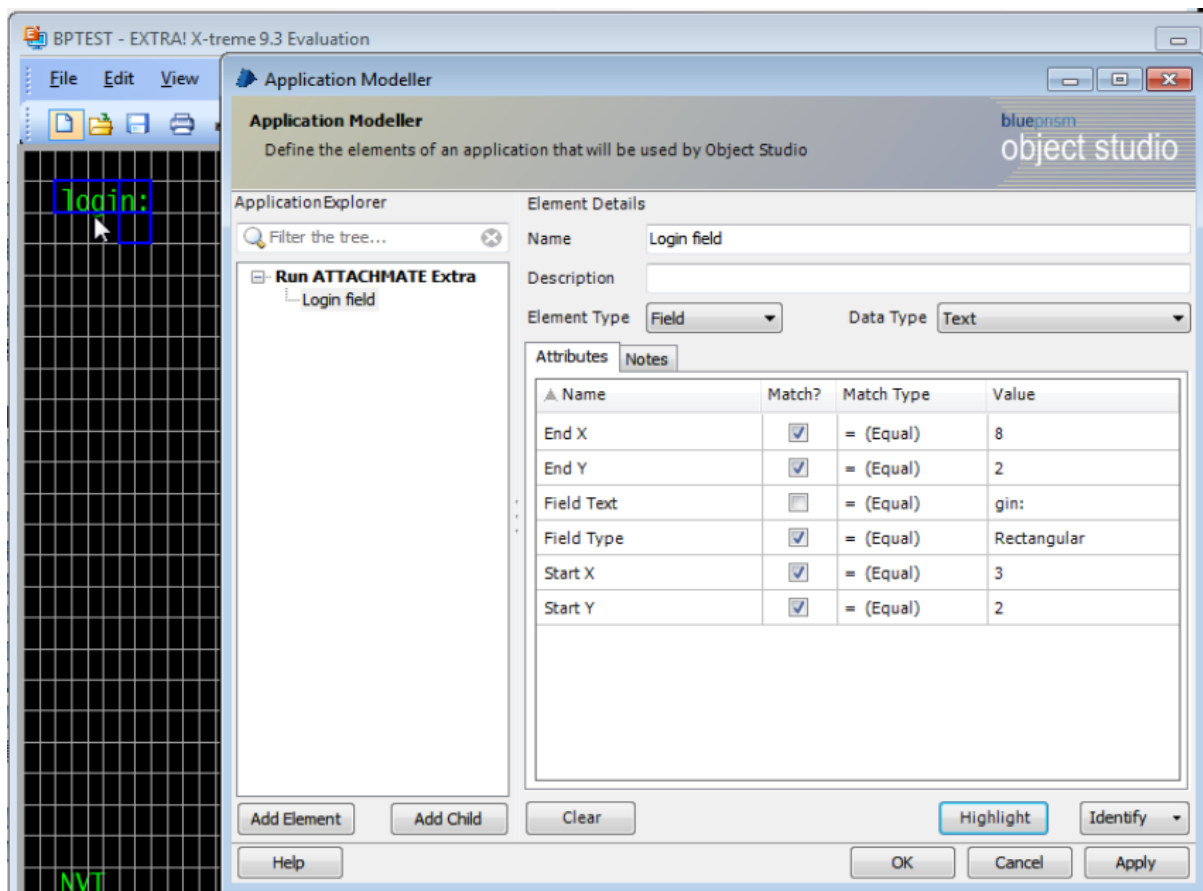 BPTEST - EXTRA! X-treme 9.3 Evaluation
File Edit View
login:
NVT
Application Modeller
Application Modeller
Define the elements of an application that will be used by Object Studio
blueprism
object studio
Application Explorer
Filter the tree...
Run ATTACHMATE Extra
Login field
Add Element Add Child
Element Details
Name Login field
Description
Element Type Field Data Type Text
Attributes Notes
Name Match? Match Type Value
End X = (Equal) 8
End Y = (Equal) 2
Field Text = (Equal) gin:
Field Type = (Equal) Rectangular
Start X = (Equal) 3
Start Y = (Equal) 2
Clear Highlight Identify
Help OK Cancel Apply